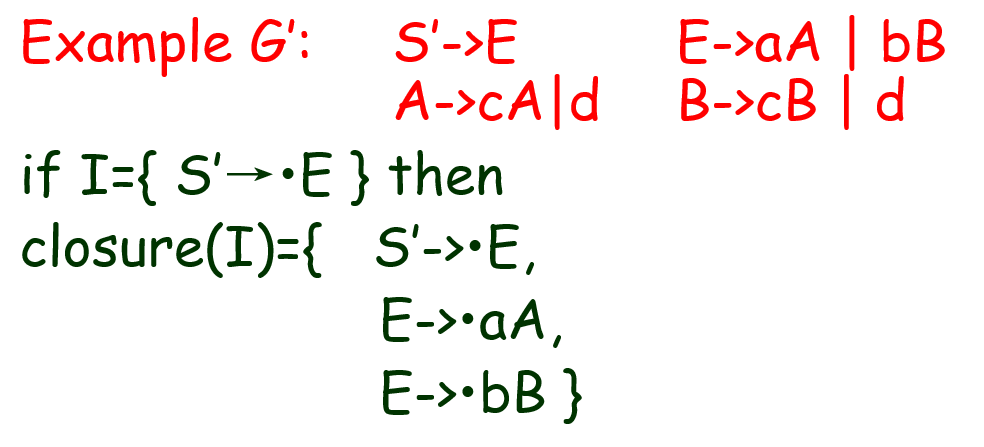 Example G’: S’->E E->aA | bB
A->cA|d B->cB | d
if I={ S’→·E } then
closure(I)={ S’->·E,
E->·aA,
E->·bB }